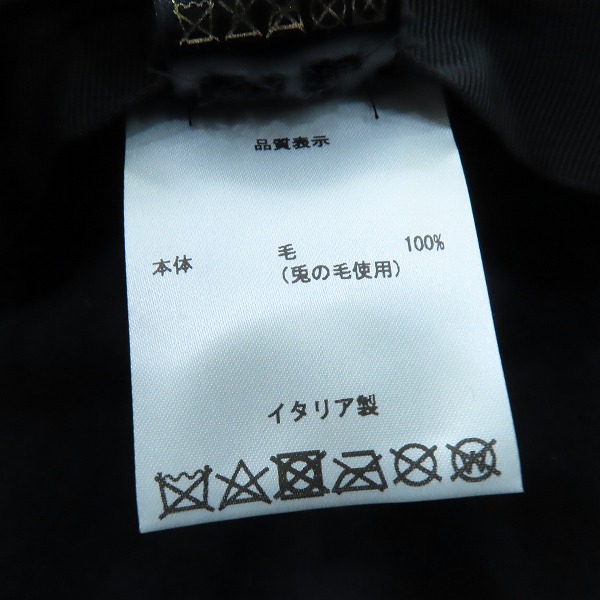 品質表示
本体 毛 100%
（兎の毛使用）
イタリア製
W